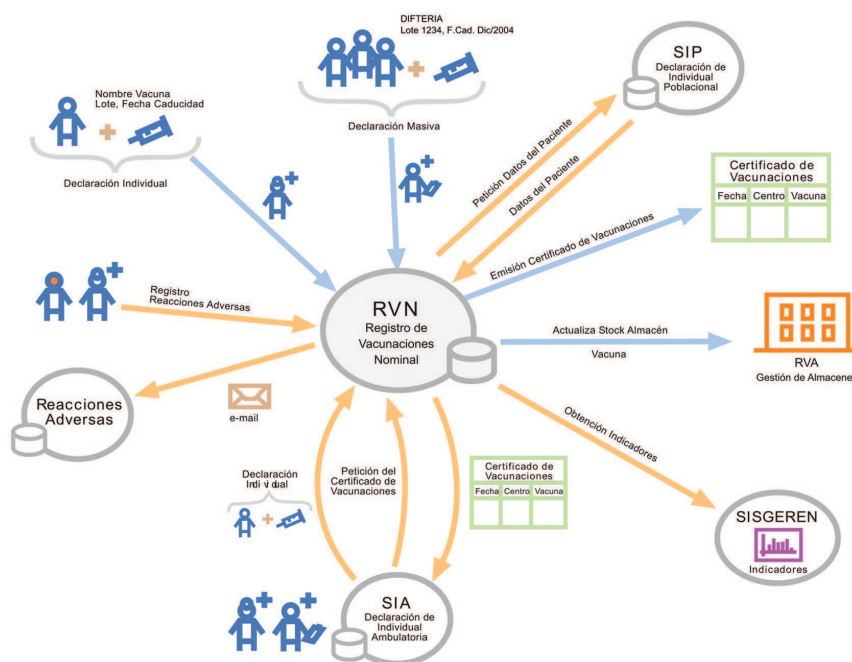 DIFTERIA
Lote 1234, F.Cad. Dic/2004
Nombre Vacuna
Lote, Fecha Caducidad
Declaración Individual
Declaración Masiva
SIP
Declaración de
Individual
Poblacional
Petición Datos del Paciente
Datos del Paciente
Certificado de
Vacunaciones
Fecha Centro Vacuna
Emisión Certificado de Vacunaciones
Registro
Reacciones Adversas
RVN
Registro de
Vacunaciones
Nominal
Actualiza Stock Almacén
Vacuna
RVA
Gestión de Almacene
Reacciones
Adversas
e-mail
Obtención Indicadores
Declaración
Individual
Petición del
Certificado de
Vacunaciones
Certificado de
Vacunaciones
Fecha Centro Vacuna
SISGEREN
Indicadores
SIA
Declaración de
Individual
Ambulatoria